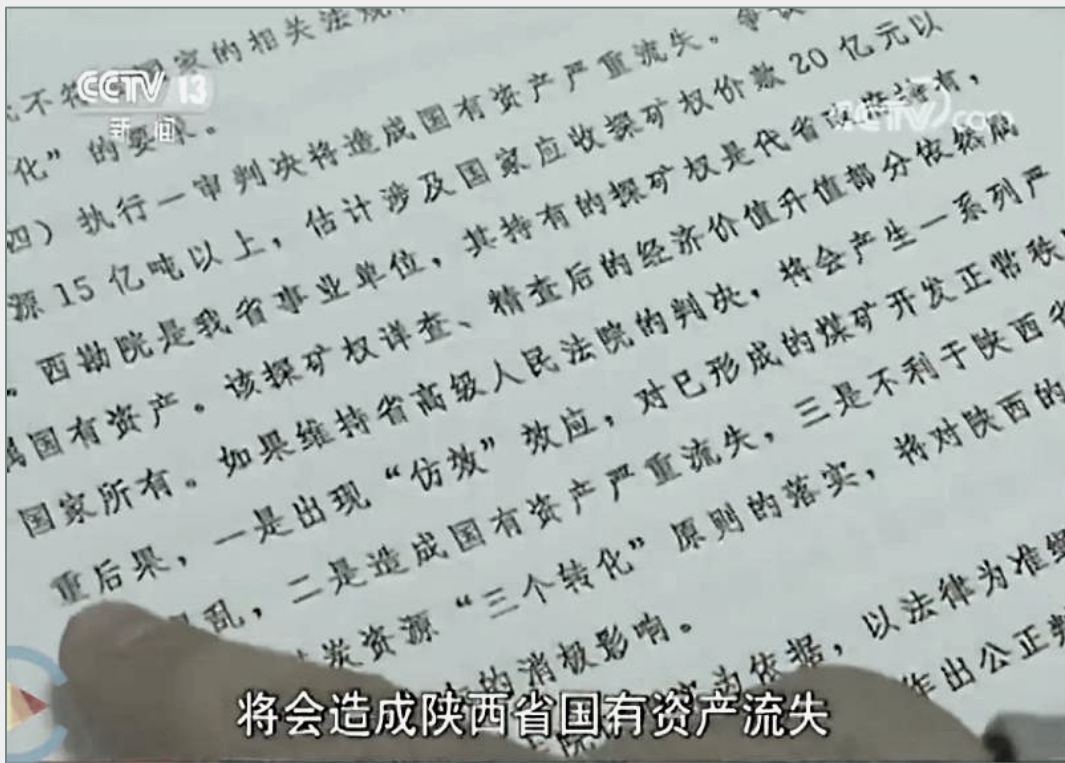 CCTV 13
新闻
CCTV.com
家的相关法规
化”的要求。
四）执行一审判决将造成国有资产严重流失。争议
源15亿吨以上，估计涉及国家应收探矿权价款20亿元以
。西勘院是我省事业单位，其持有的探矿权是代省
属国有资产。该探矿权详查、精查后的经济价值升值部分依然属
国家所有。如果维持省高级人民法院的判决，将会产生一系列严
重后果，一是出现“仿效”效应，对已形成的煤矿开发正常秩
乱，二是造成国有资产严重流失，三是不利于陕西省
炭资源“三个转化”原则的落实，将对陕西的
的消极影响。
为依据，以法律为准绳
作出公正判
将会造成陕西省国有资产流失